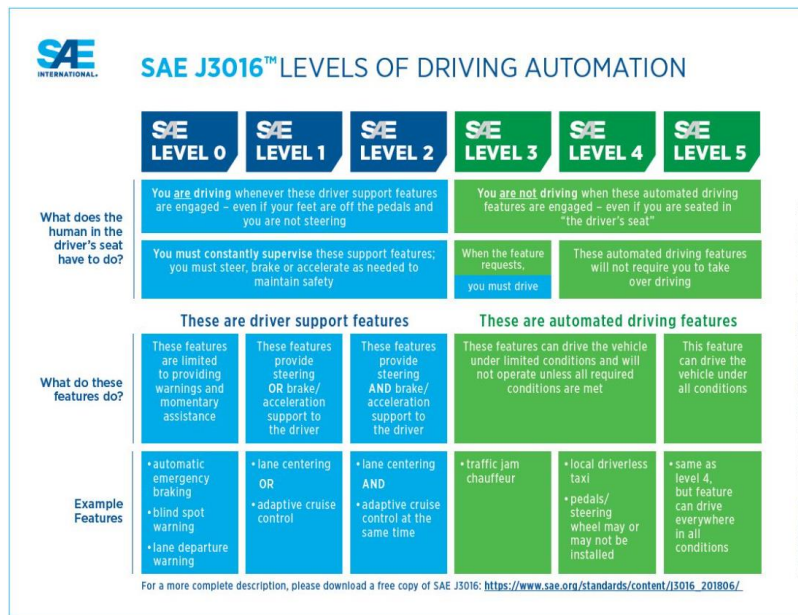 SAE
INTERNATIONAL®
SAE J3016™ LEVELS OF DRIVING AUTOMATION
SAE
LEVEL 0
SAE
LEVEL 1
SAE
LEVEL 2
SAE
LEVEL 3
SAE
LEVEL 4
SAE
LEVEL 5
What does the
human in the
driver's seat
have to do?
You are driving whenever these driver support features
are engaged – even if your feet are off the pedals and
you are not steering
You are not driving when these automated driving
features are engaged – even if you are seated in
"the driver's seat"
You must constantly supervise these support features;
you must steer, brake or accelerate as needed to
maintain safety
When the feature
requests,
you must drive
These automated driving features
will not require you to take
over driving
These are driver support features
These are automated driving features
What do these
features do?
These features
are limited
to providing
warnings and
momentary
assistance
These features
provide
steering
OR brake/
acceleration
support to
the driver
These features
provide
steering
AND brake/
acceleration
support to
the driver
These features can drive the vehicle
under limited conditions and will
not operate unless all required
conditions are met
This feature
can drive the
vehicle under
all conditions
Example
Features
•automatic
emergency
braking
•blind spot
warning
•lane departure
warning
•lane centering
OR
•adaptive cruise
control
•lane centering
AND
•adaptive cruise
control at the
same time
•traffic jam
chauffeur
•local driverless
taxi
•pedals/
steering
wheel may or
may not be
installed
•same as
level 4,
but feature
can drive
everywhere
in all
conditions
For a more complete description, please download a free copy of SAE J3016: https://www.sae.org/standards/content/J3016_201806/